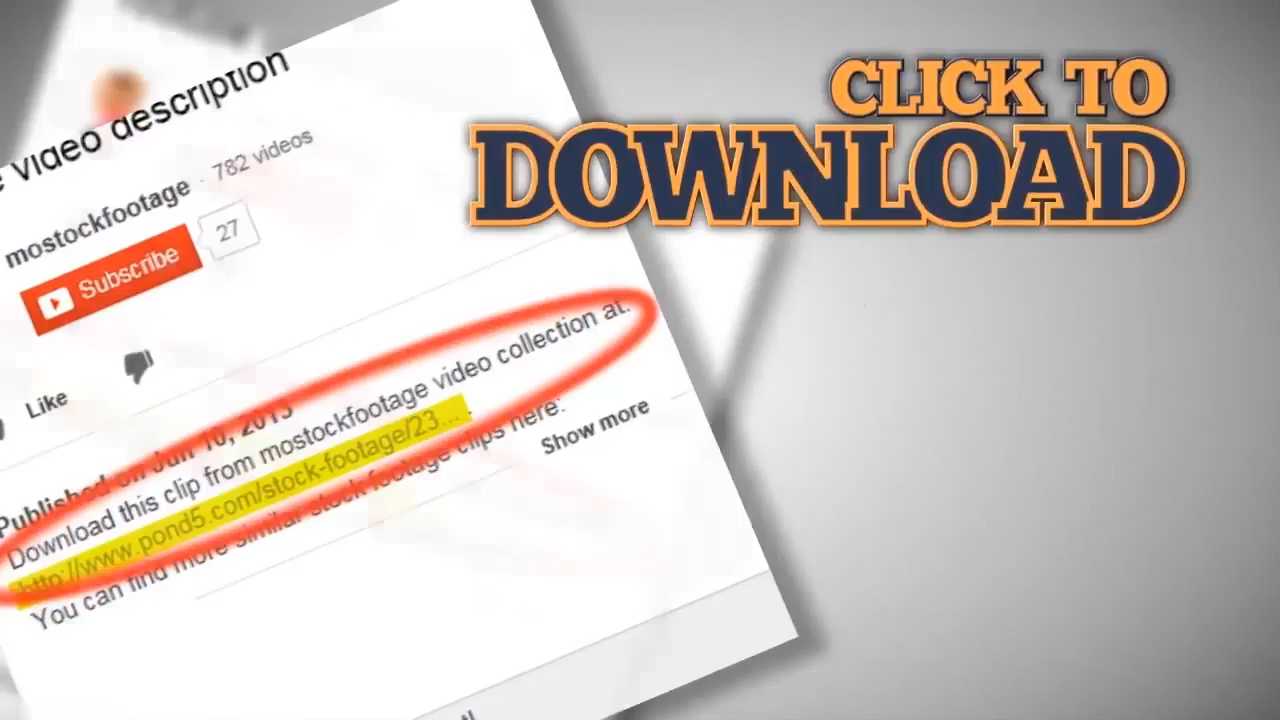 CLICK TO
DOWNLOAD
video description
mostockfootage · 782 videos
Subscribe
27
Like
Published on Jun 10, 2013
Download this clip from mostockfootage video collection at:
http://www.pond5.com/stock-footage/23... .
You can find more similar stock footage clips here:
Show more